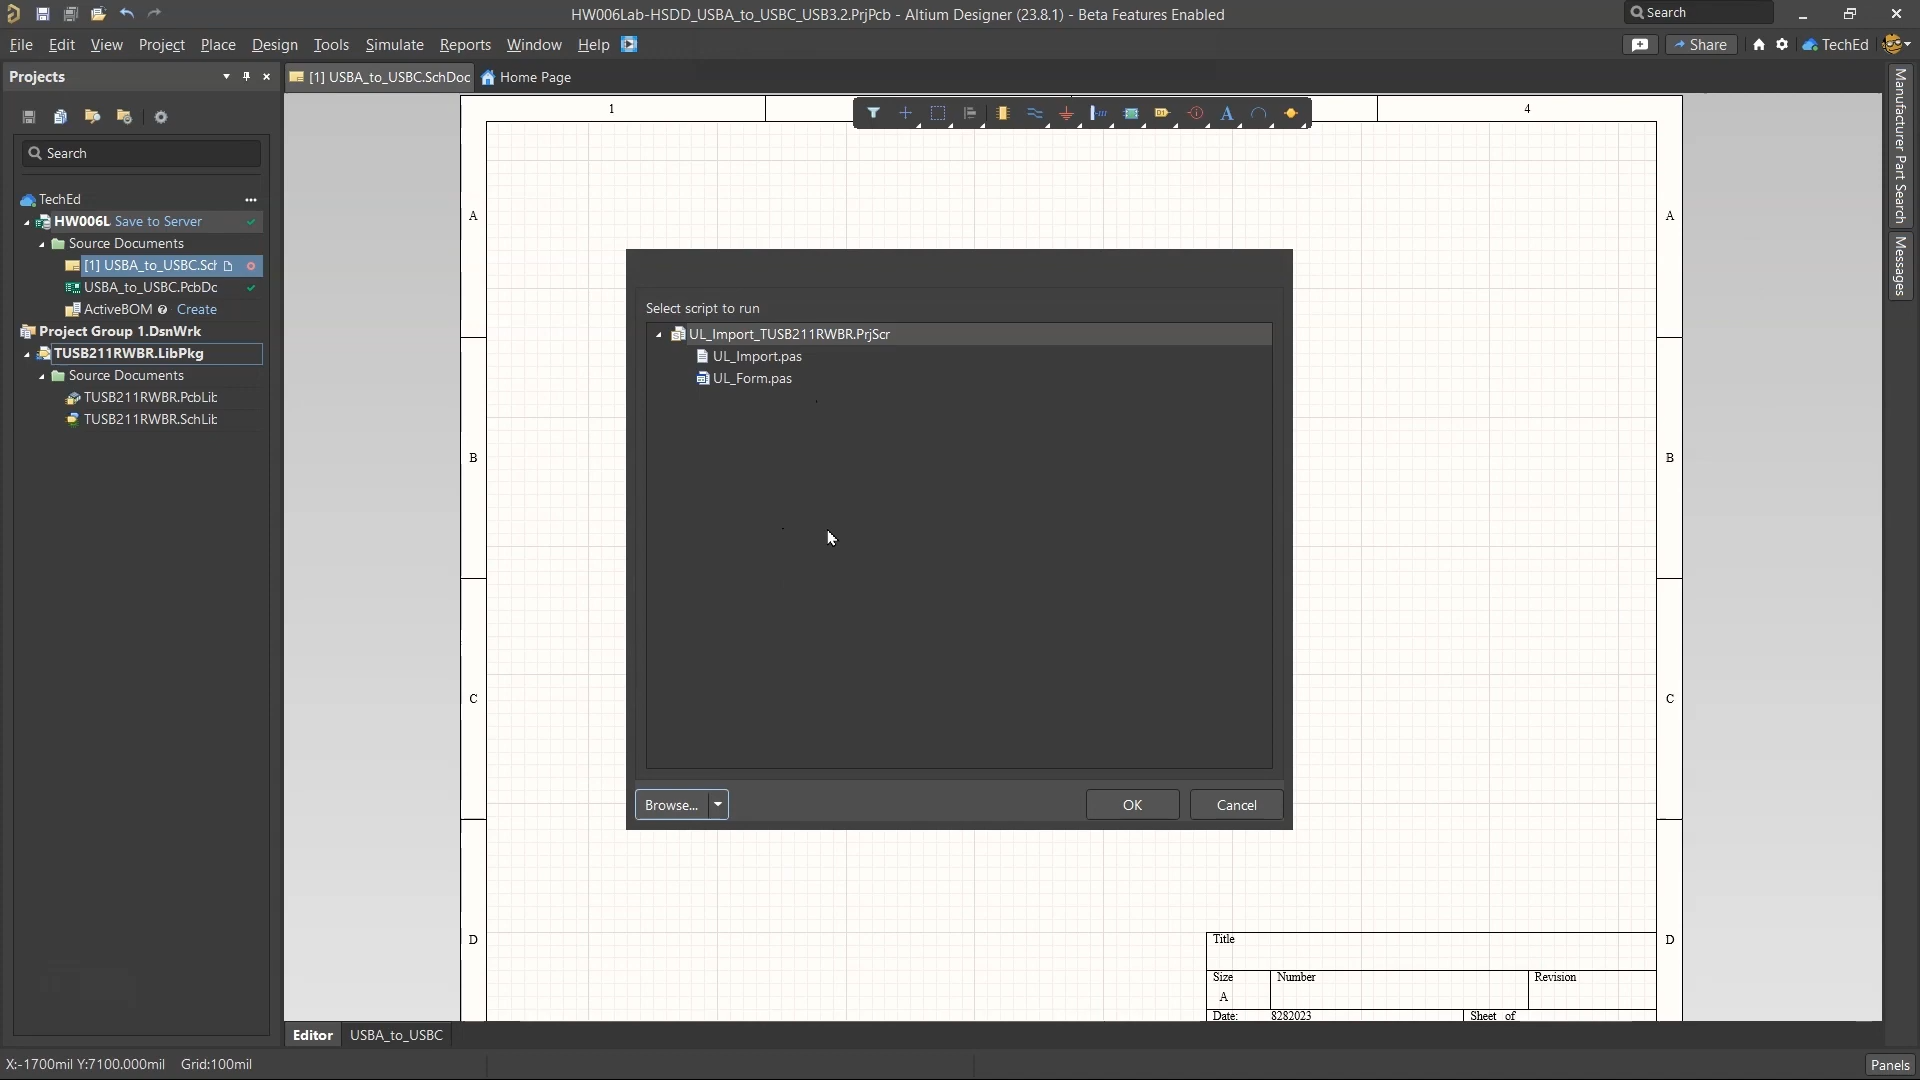 HW006Lab-HSDD_USBA_to_USBC_USB3.2.PrjPcb - Altium Designer (23.8.1) - Beta Features Enabled
Search
File Edit View Project Place Design Tools Simulate Reports Window Help
Share TechEd
Projects
[1] USBA_to_USBC.SchDoc Home Page
Search
TechEd
HW006L Save to Server
Source Documents
[1] USBA_to_USBC.Sch
USBA_to_USBC.PcbDc
ActiveBOM Create
Project Group 1.DsnWrk
TUSB211RWBR.LibPkg
Source Documents
TUSB211RWBR.PcbLib
TUSB211RWBR.SchLib
1
4
A
A
B
B
C
C
D
D
Select script to run
UL_Import_TUSB211RWBR.PrjScr
UL_Import.pas
UL_Form.pas
Browse...
OK
Cancel
Title
Size Number Revision
A
Date: 8282023 Sheet of
Manufacturer Part Search
Messages
Editor USBA_to_USBC
X:-1700mil Y:7100.000mil Grid:100mil
Panels